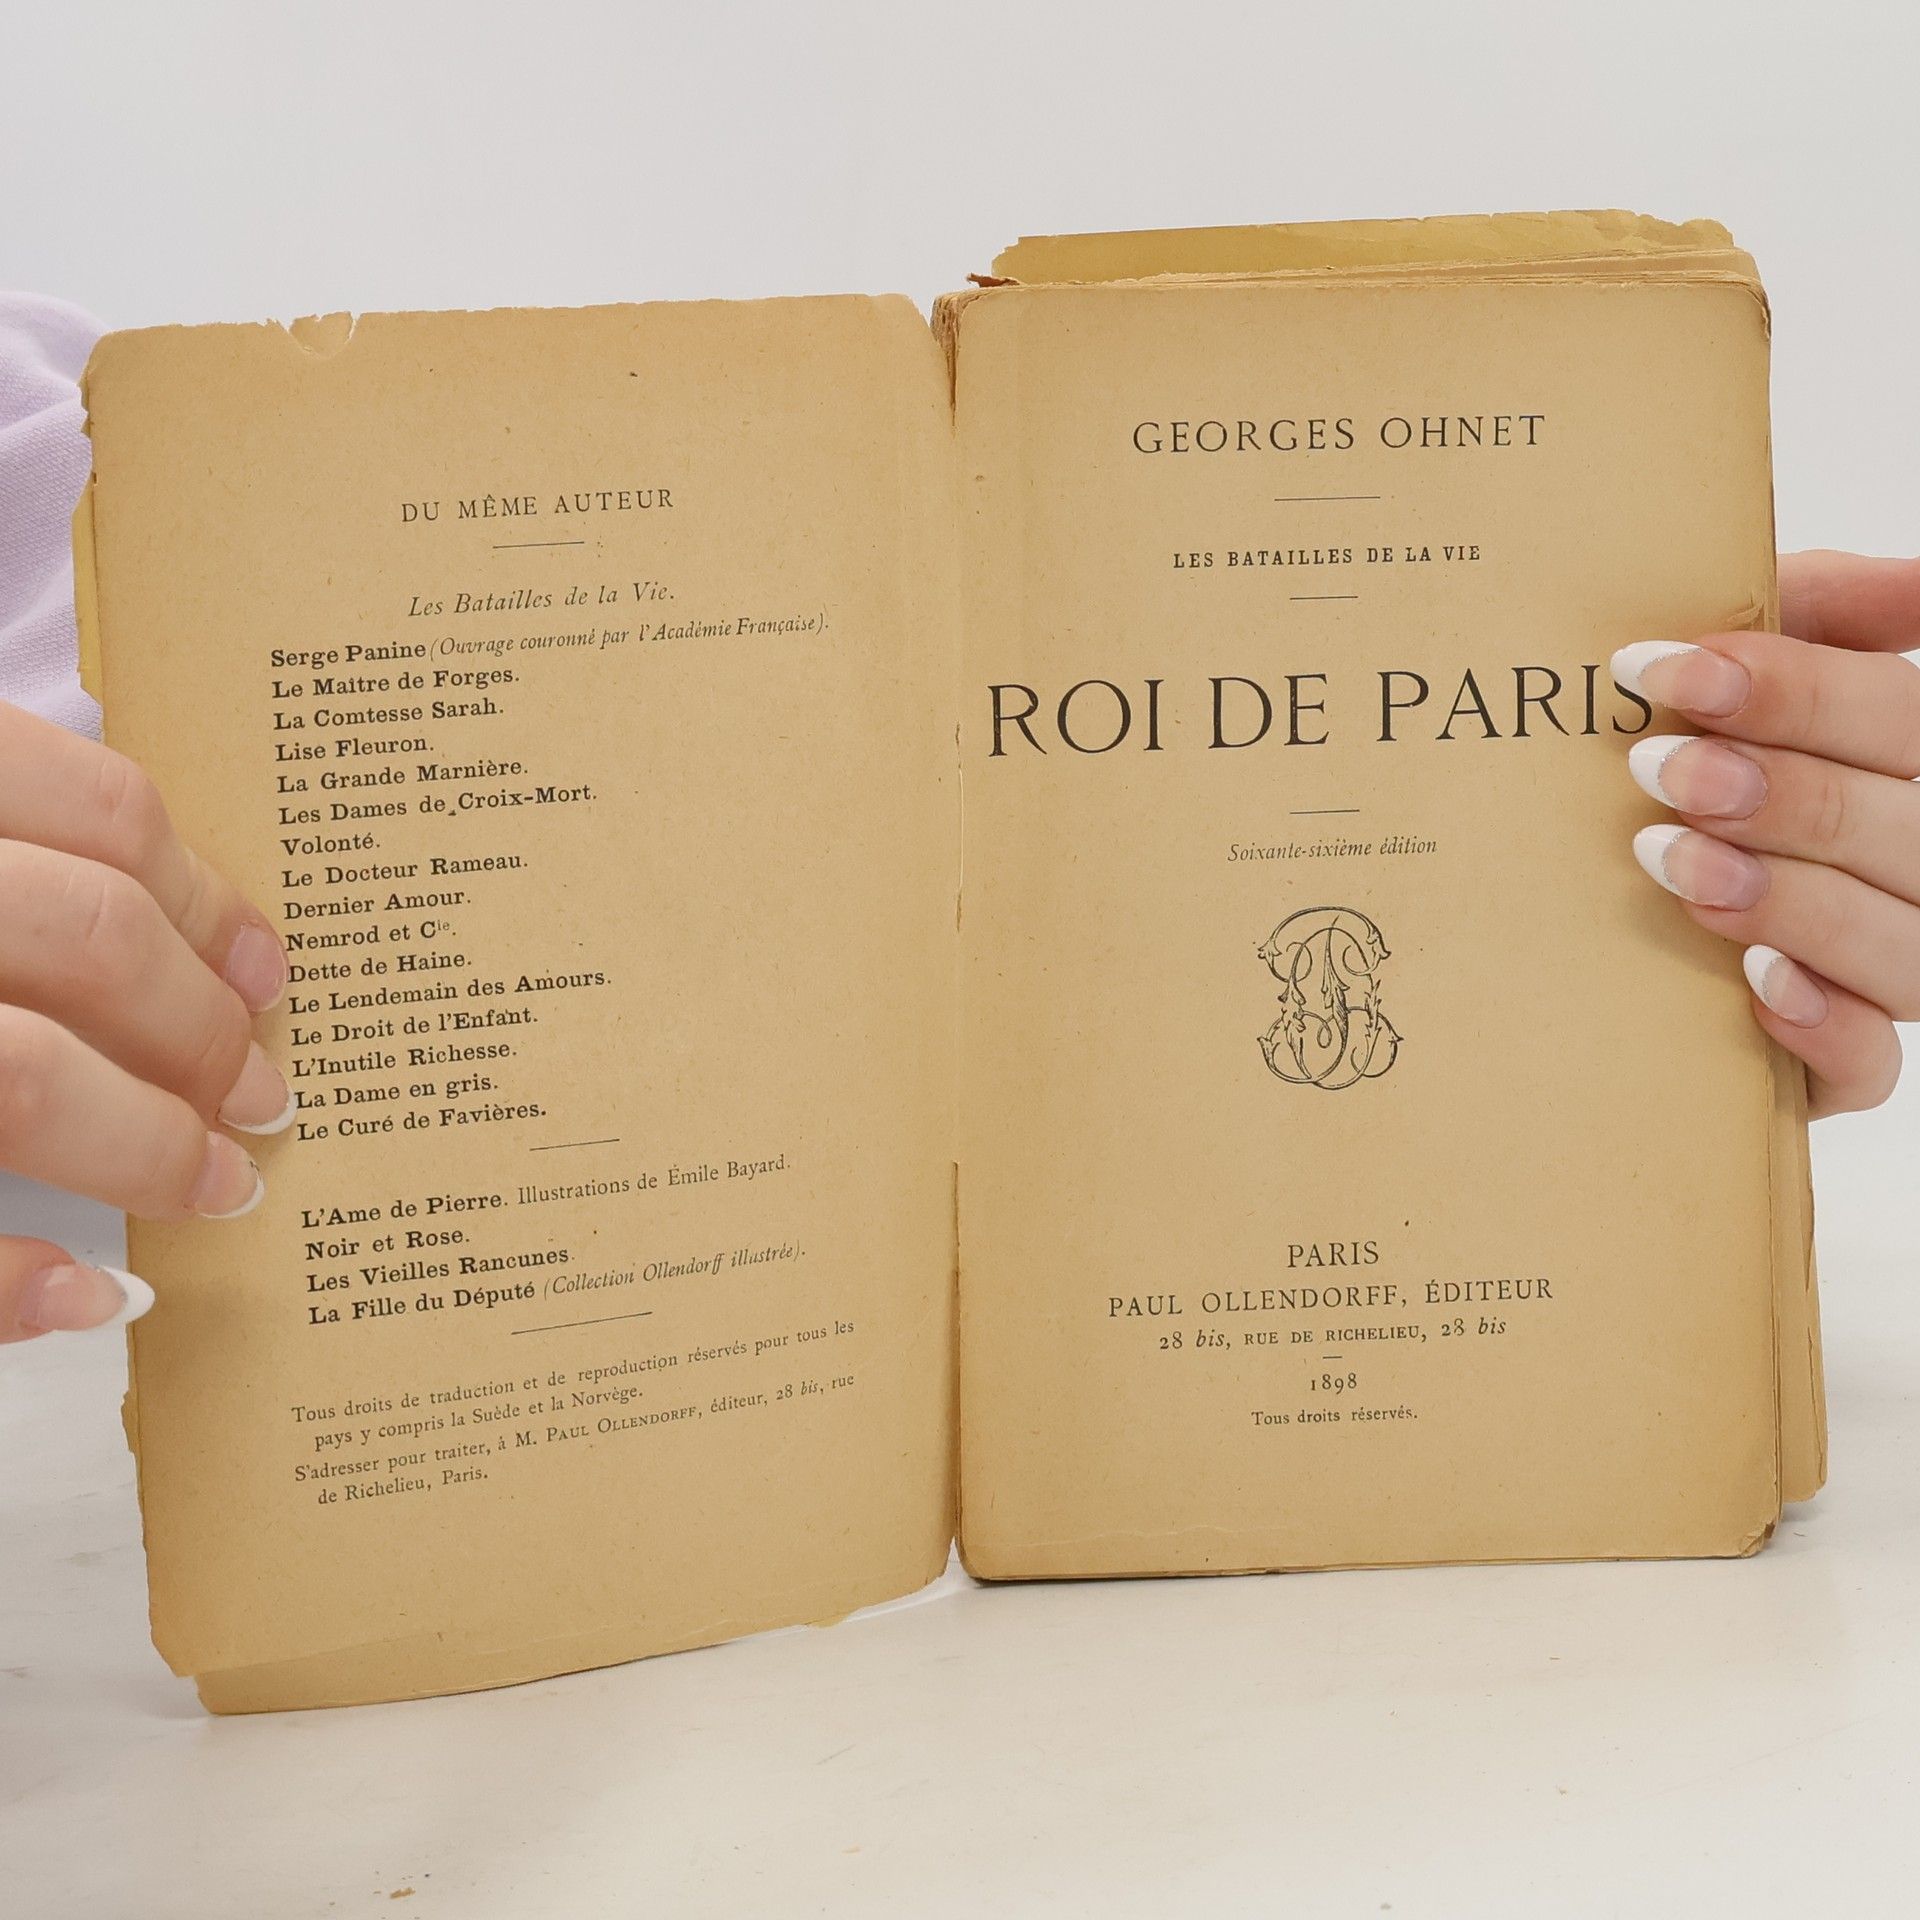 DU MÊME AUTEUR
Les Batailles de la Vie.
Serge Panine (Ouvrage couronné par l'Académie Française).
Le Maître de Forges.
La Comtesse Sarah.
Lise Fleuron.
La Grande Marnière.
Les Dames de Croix-Mort.
Volonté.
Le Docteur Rameau.
Dernier Amour.
Nemrod et Cie.
Dette de Haine.
Le Lendemain des Amours.
Le Droit de l'Enfant.
L'Inutile Richesse.
La Dame en gris.
Le Curé de Favières.
L'Ame de Pierre. Illustrations de Émile Bayard.
Noir et Rose.
Les Vieilles Rancunes.
La Fille du Député (Collection Ollendorff illustrée).
Tous droits de traduction et de reproduction réservés pour tous les
pays y compris la Suède et la Norvège.
S'adresser pour traiter, à M. PAUL OLLENDORFF, éditeur, 28 bis, rue
de Richelieu, Paris.
GEORGES OHNET
LES BATAILLES DE LA VIE
ROI DE PARIS
Soixante-sixième édition
PARIS
PAUL OLLENDORFF, ÉDITEUR
28 bis, RUE DE RICHELIEU, 28 bis
1898
Tous droits réservés.